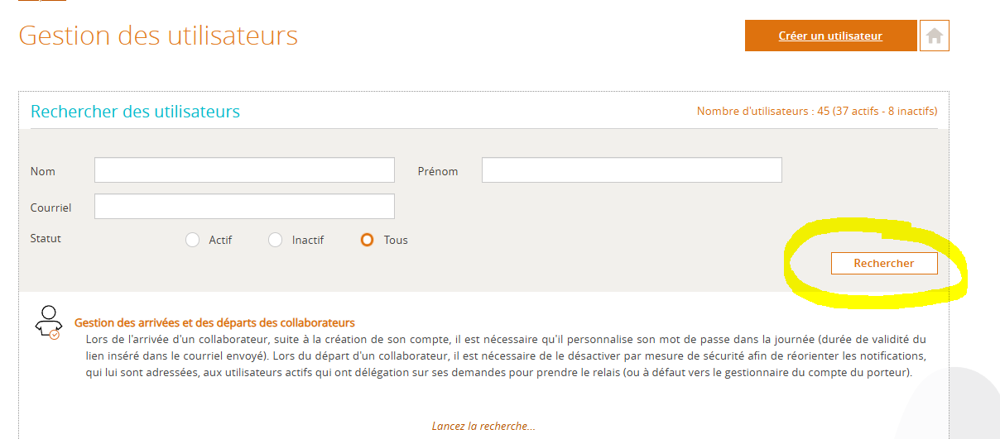 Gestion des utilisateurs
Créer un utilisateur
Rechercher des utilisateurs
Nombre d'utilisateurs : 45 (37 actifs - 8 inactifs)
Nom
Prénom
Courriel
Statut
Actif
Inactif
Tous
Rechercher
Gestion des arrivées et des départs des collaborateurs
Lors de l'arrivée d'un collaborateur, suite à la création de son compte, il est nécessaire qu'il personnalise son mot de passe dans la journée (durée de validité du
lien inséré dans le courriel envoyé). Lors du départ d'un collaborateur, il est nécessaire de le désactiver par mesure de sécurité afin de réorienter les notifications,
qui lui sont adressées, aux utilisateurs actifs qui ont délégation sur ses demandes pour prendre le relais (ou à défaut vers le gestionnaire du compte du porteur).
Lancez la recherche...